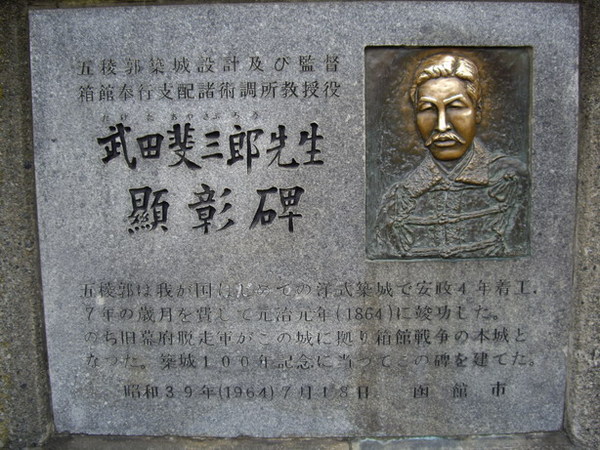 五稜郭築城設計及び監督
箱館奉行支配諸術調所教授役
たけだ あやさぶろう
武田斐三郎先生
顯彰碑
五稜郭は我が国はじめての洋式築城で安政4年着工、
7年の歳月を費して元治元年(1864)に竣功した。
のち旧幕府脱走軍がこの城に拠り箱館戦争の本城と
なった。築城100年記念に当ってこの碑を建てた。
昭和39年(1964)7月18日 函館市